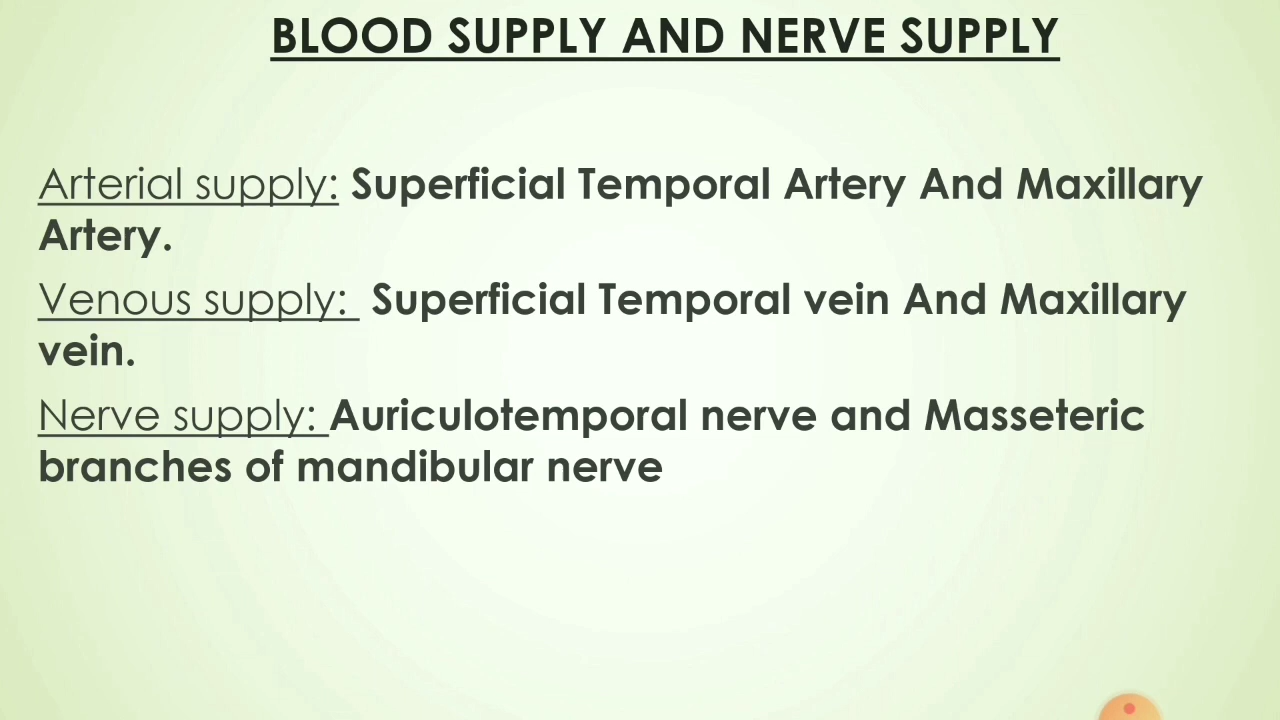 BLOOD SUPPLY AND NERVE SUPPLY
Arterial supply: Superficial Temporal Artery And Maxillary
Artery.
Venous supply: Superficial Temporal vein And Maxillary
vein.
Nerve supply: Auriculotemporal nerve and Masseteric
branches of mandibular nerve